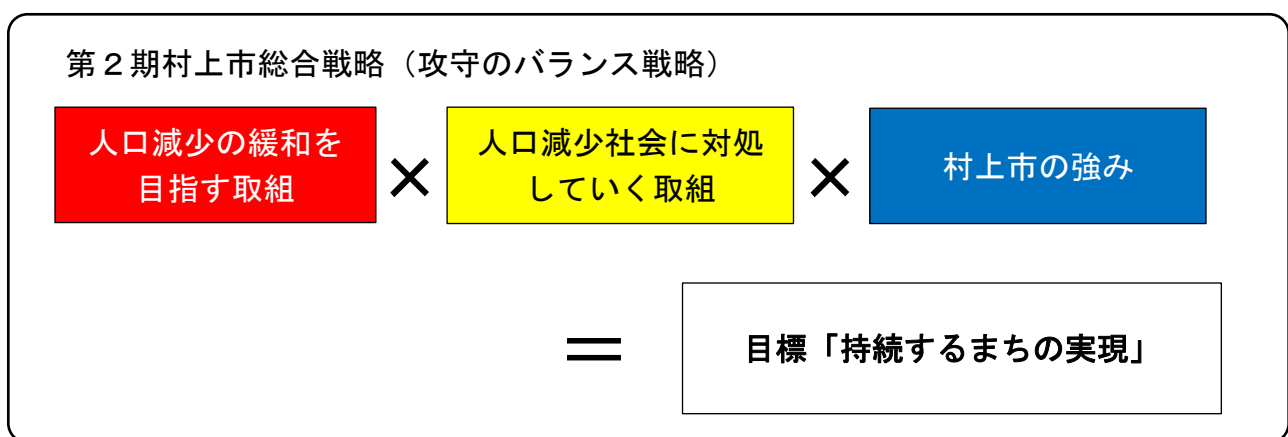 第２期村上市総合戦略（攻守のバランス戦略）
人口減少の緩和を
目指す取組
×
人口減少社会に対処
していく取組
×
村上市の強み
＝
目標「持続するまちの実現」